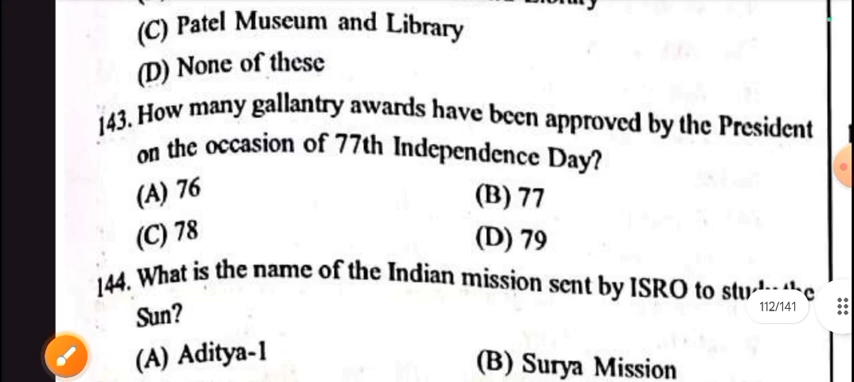 (C) Patel Museum and Library
(D) None of these
143. How many gallantry awards have been approved by the President
on the occasion of 77th Independence Day?
(A) 76
(B) 77
(C) 78
(D) 79
144. What is the name of the Indian mission sent by ISRO to
112/141
Sun?
(A) Aditya-1
(B) Surya Mission